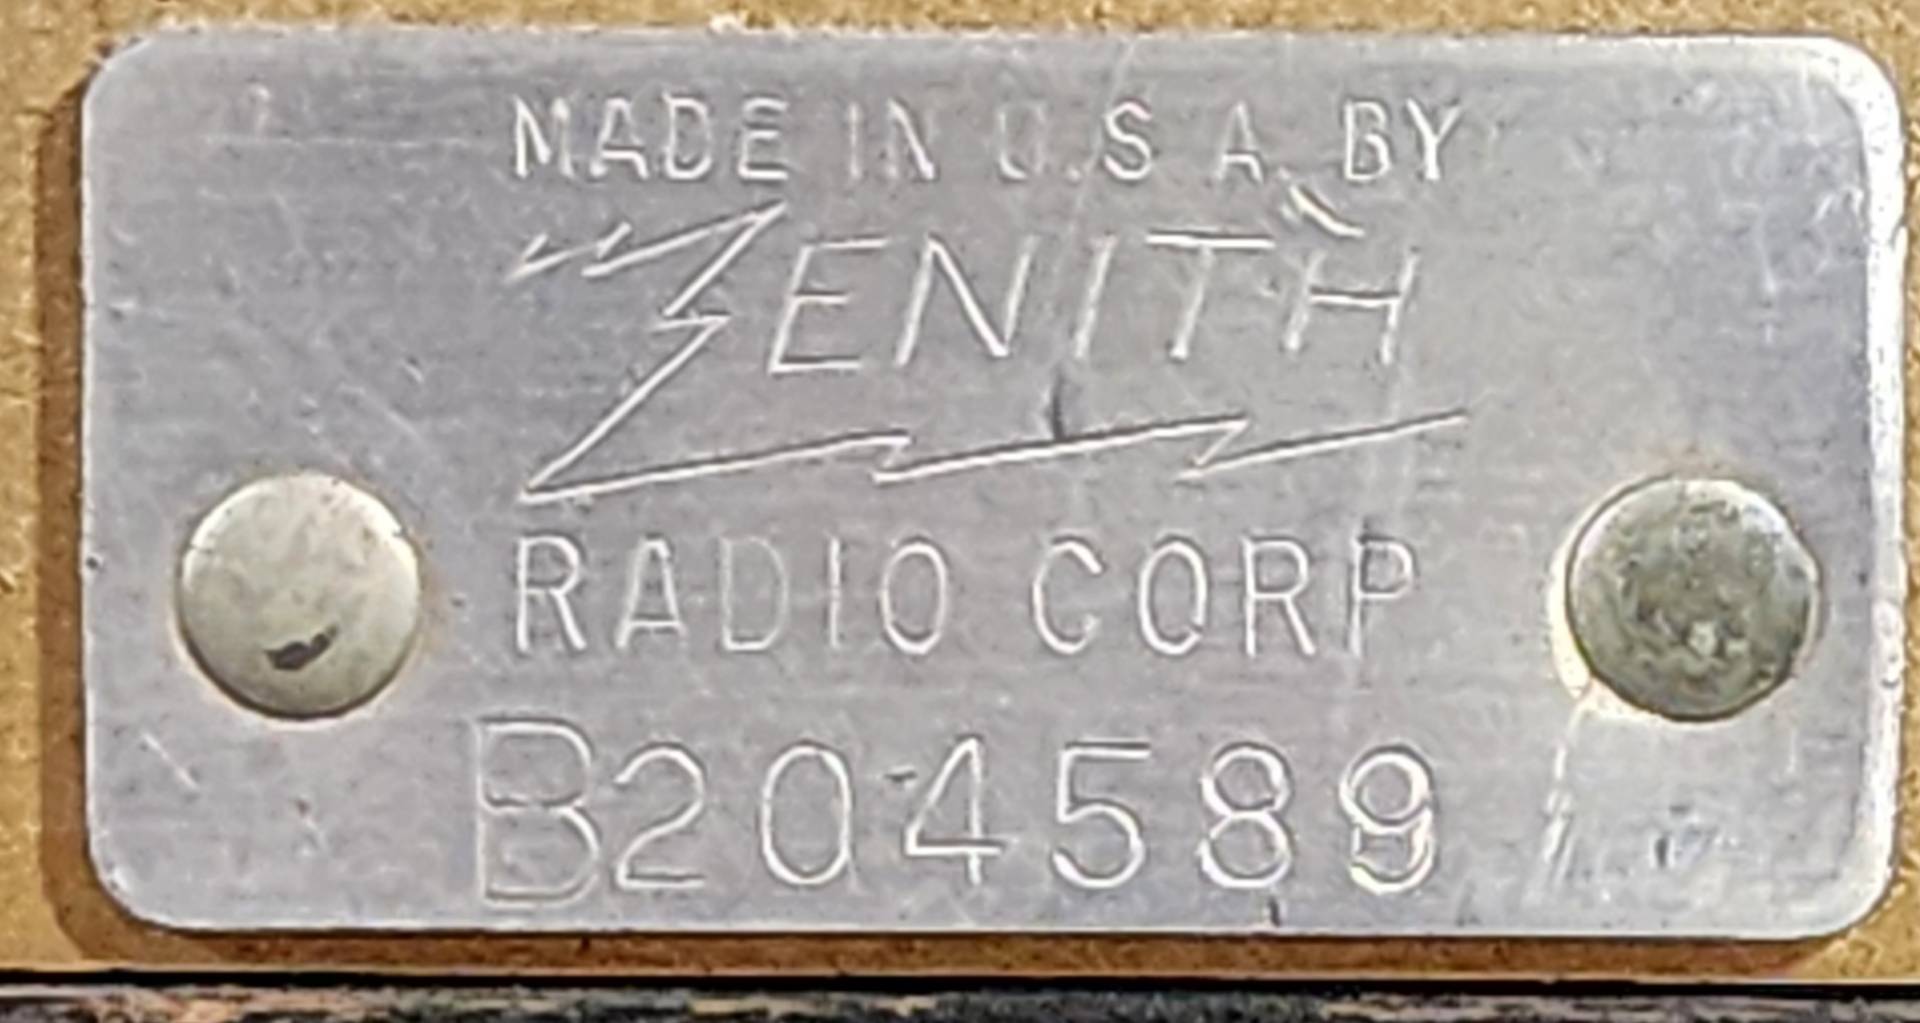 MADE IN U.S.A. BY
ZENITH
RADIO CORP
B204589